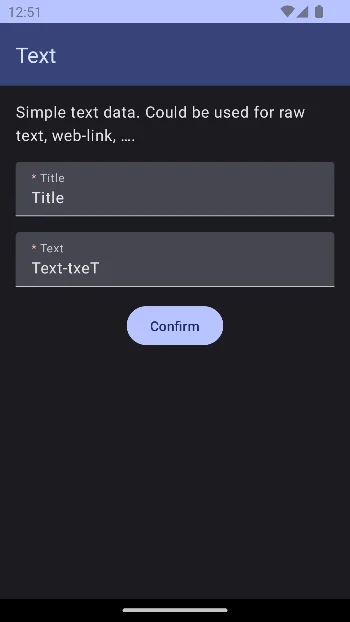 12:51
Text
Simple text data. Could be used for raw
text, web-link, ....
* Title
Title
* Text
Text-txeT
Confirm